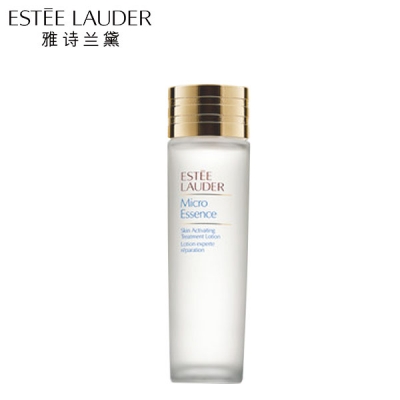 ESTĒE LAUDER
雅诗兰黛
ESTĒE
LAUDER
Micro
Essence
Skin Activating
Treatment Lotion
Lotion experte
réparation